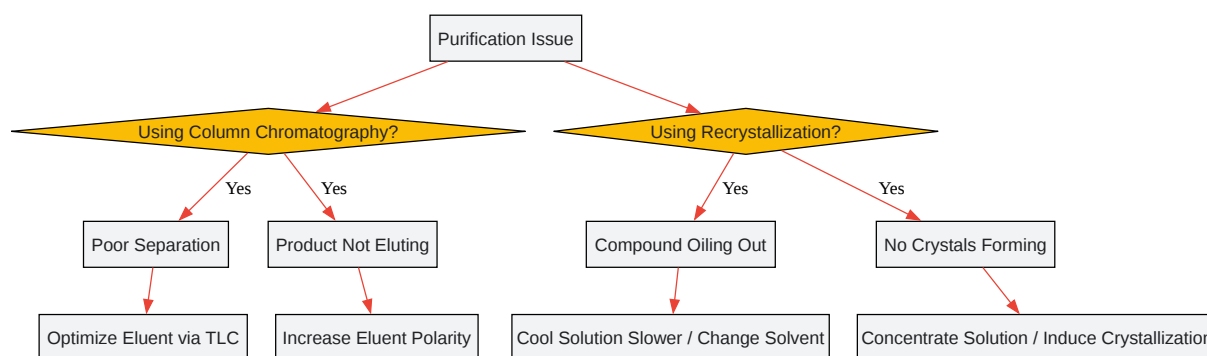 Purification Issue
Using Column Chromatography?
Using Recrystallization?
Yes
Yes
Yes
Yes
Poor Separation
Product Not Eluting
Compound Oiling Out
No Crystals Forming
Optimize Eluent via TLC
Increase Eluent Polarity
Cool Solution Slower / Change Solvent
Concentrate Solution / Induce Crystallization